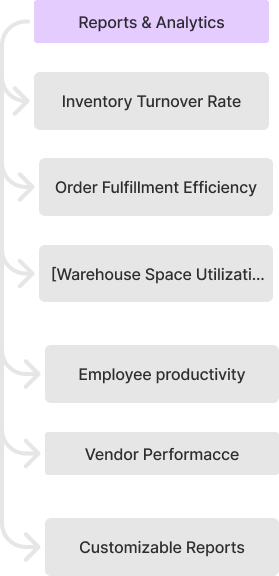 Reports & Analytics
Inventory Turnover Rate
Order Fulfillment Efficiency
[Warehouse Space Utilizati...
Employee productivity
Vendor Performacce
Customizable Reports